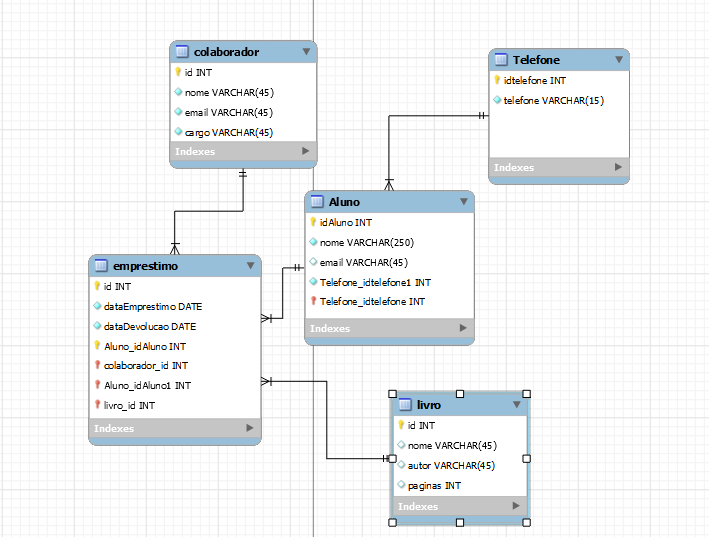 colaborador
id INT
nome VARCHAR(45)
email VARCHAR(45)
cargo VARCHAR(45)
Indexes
Telefone
idtelefone INT
telefone VARCHAR(15)
Indexes
Aluno
idAluno INT
nome VARCHAR(250)
email VARCHAR(45)
Telefone_idtelefone1 INT
Telefone_idtelefone INT
Indexes
emprestimo
id INT
dataEmprestimo DATE
dataDevolucao DATE
Aluno_idAluno INT
colaborador_id INT
Aluno_idAluno1 INT
livro_id INT
Indexes
livro
id INT
nome VARCHAR(45)
autor VARCHAR(45)
paginas INT
Indexes